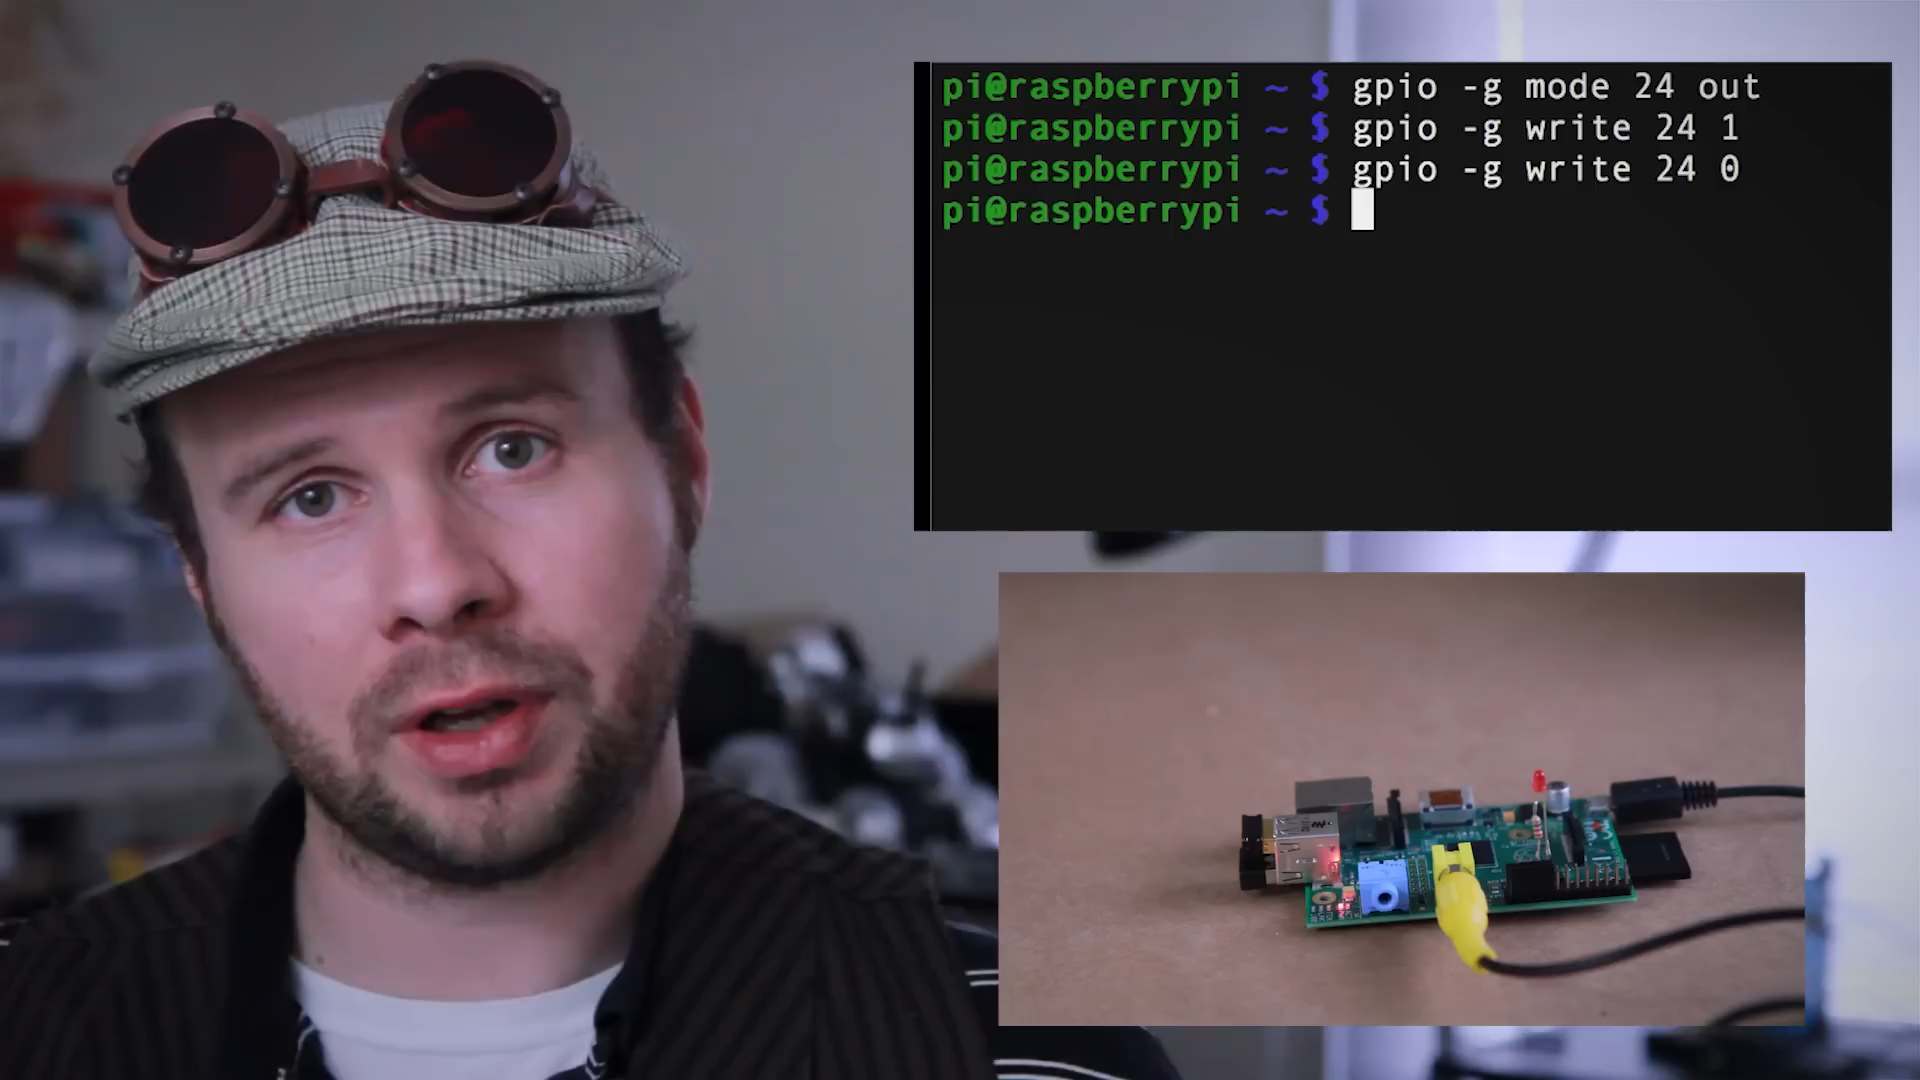 pi@raspberrypi ~ $ gpio -g mode 24 out
pi@raspberrypi ~ $ gpio -g write 24 1
pi@raspberrypi ~ $ gpio -g write 24 0
pi@raspberrypi ~ $